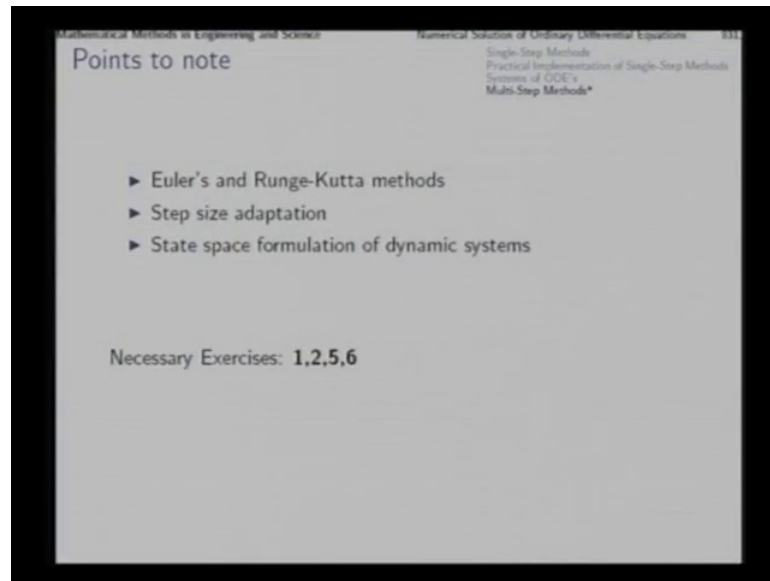 Mathematical Methods in Engineering and Science
Numerical Solution of Ordinary Differential Equations 331,
Points to note
Single-Step Methods
Practical Implementation of Single-Step Methods
Systems of ODE's
Multi-Step Methods*
► Euler's and Runge-Kutta methods
► Step size adaptation
► State space formulation of dynamic systems
Necessary Exercises: 1,2,5,6